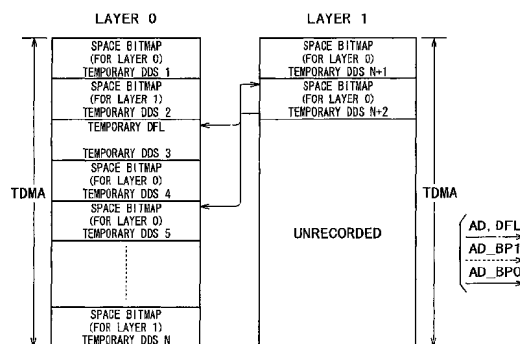 LAYER 0
LAYER 1
SPACE BITMAP
(FOR LAYER 0)
TEMPORARY DDS 1
SPACE BITMAP
(FOR LAYER 1)
TEMPORARY DDS 2
TEMPORARY DFL
TEMPORARY DDS 3
SPACE BITMAP
(FOR LAYER 0)
TEMPORARY DDS 4
SPACE BITMAP
(FOR LAYER 0)
TEMPORARY DDS 5
SPACE BITMAP
(FOR LAYER 1)
TEMPORARY DDS N
TDMA
SPACE BITMAP
(FOR LAYER 0)
TEMPORARY DDS N+1
SPACE BITMAP
(FOR LAYER 0)
TEMPORARY DDS N+2
UNRECORDED
TDMA
AD, DFL
AD_BP1
AD_BP0